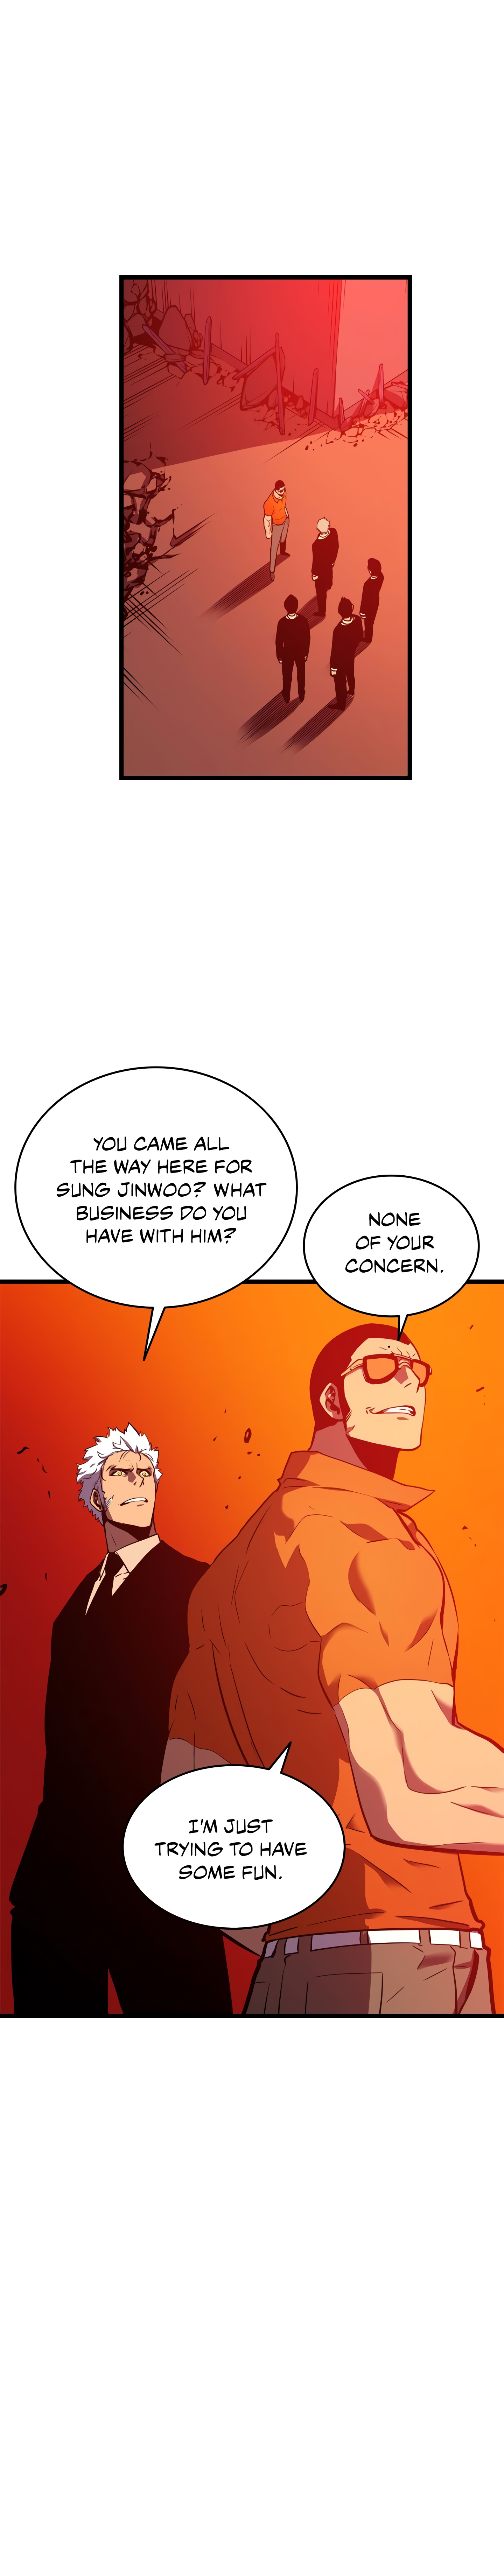 YOU CAME ALL
THE WAY HERE FOR
SUNG JINWOO? WHAT
BUSINESS DO YOU
HAVE WITH HIM?
NONE
OF YOUR
CONCERN.
I'M JUST
TRYING TO HAVE
SOME FUN.